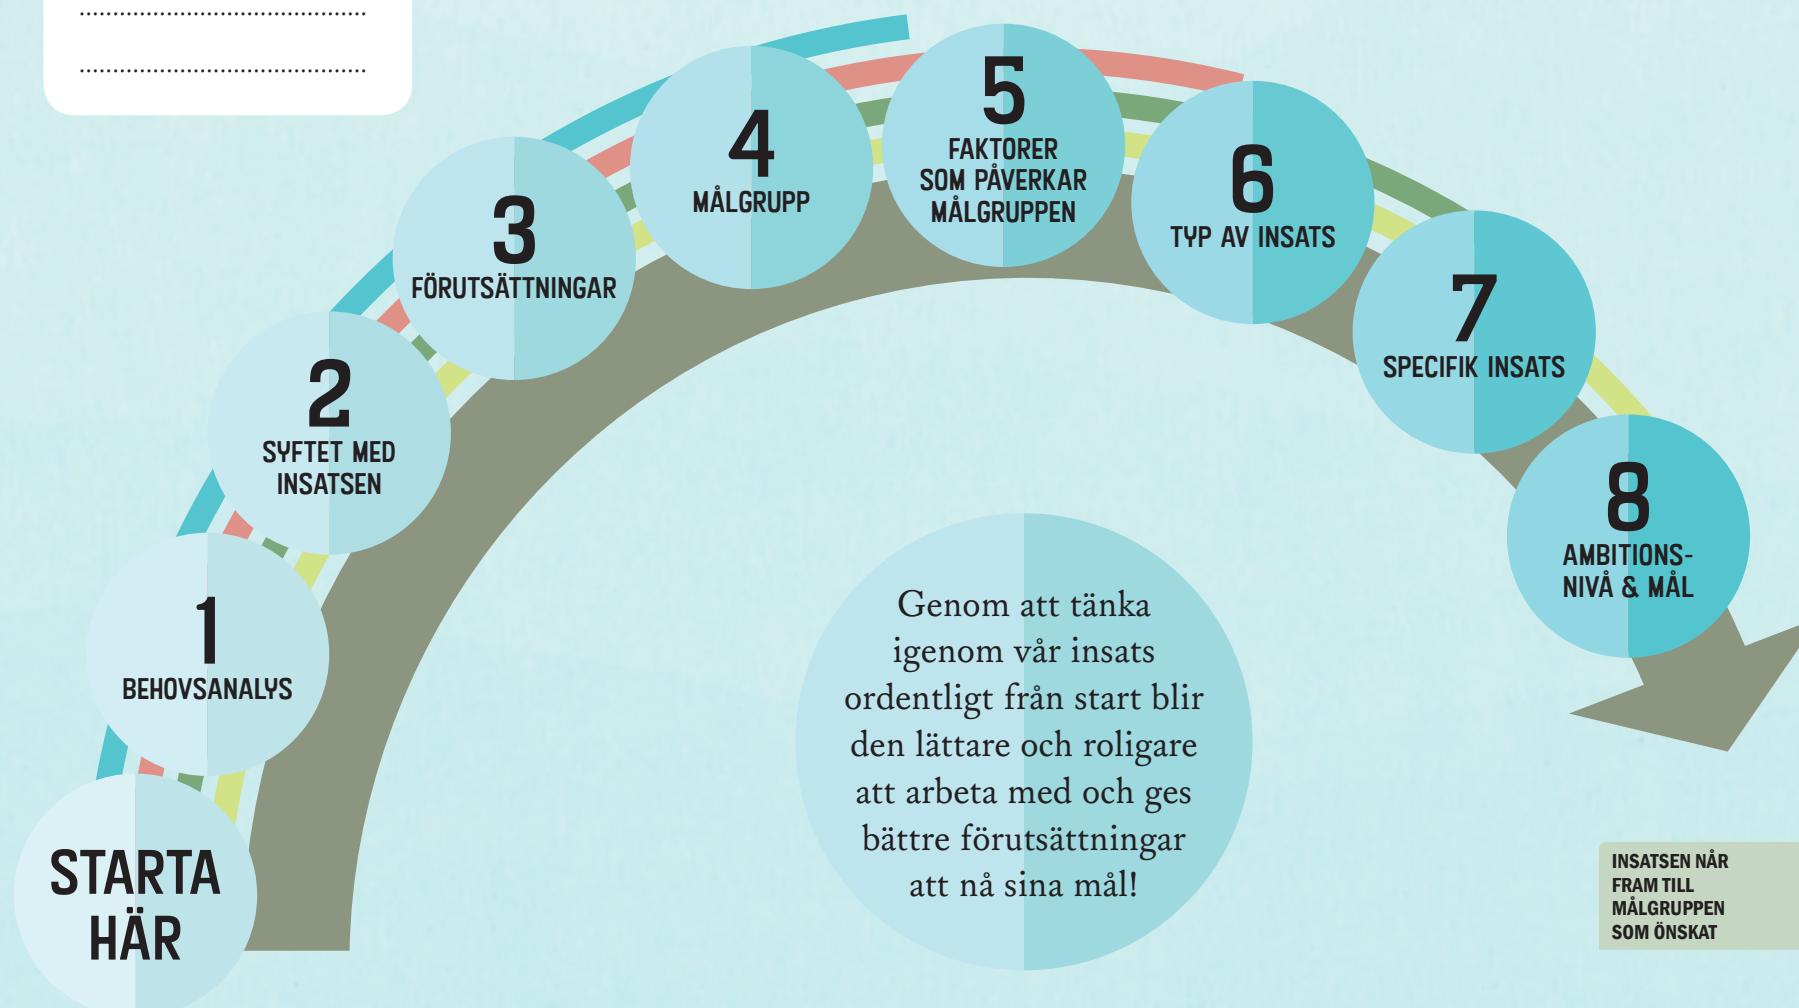 STARTA
HÄR
1
BEHOVSANALYS
2
SYFTET MED
INSATSEN
3
FÖRUTSÄTTNINGAR
4
MÅLGRUPP
5
FAKTORER
SOM PÅVERKAR
MÅLGRUPPEN
6
TYP AV INSATS
7
SPECIFIK INSATS
8
AMBITIONS-
NIVÅ & MÅL
Genom att tänka
igenom vår insats
ordentligt från start blir
den lättare och roligare
att arbeta med och ges
bättre förutsättningar
att nå sina mål!
INSATSEN NÅR
FRAM TILL
MÅLGRUPPEN
SOM ÖNSKAT